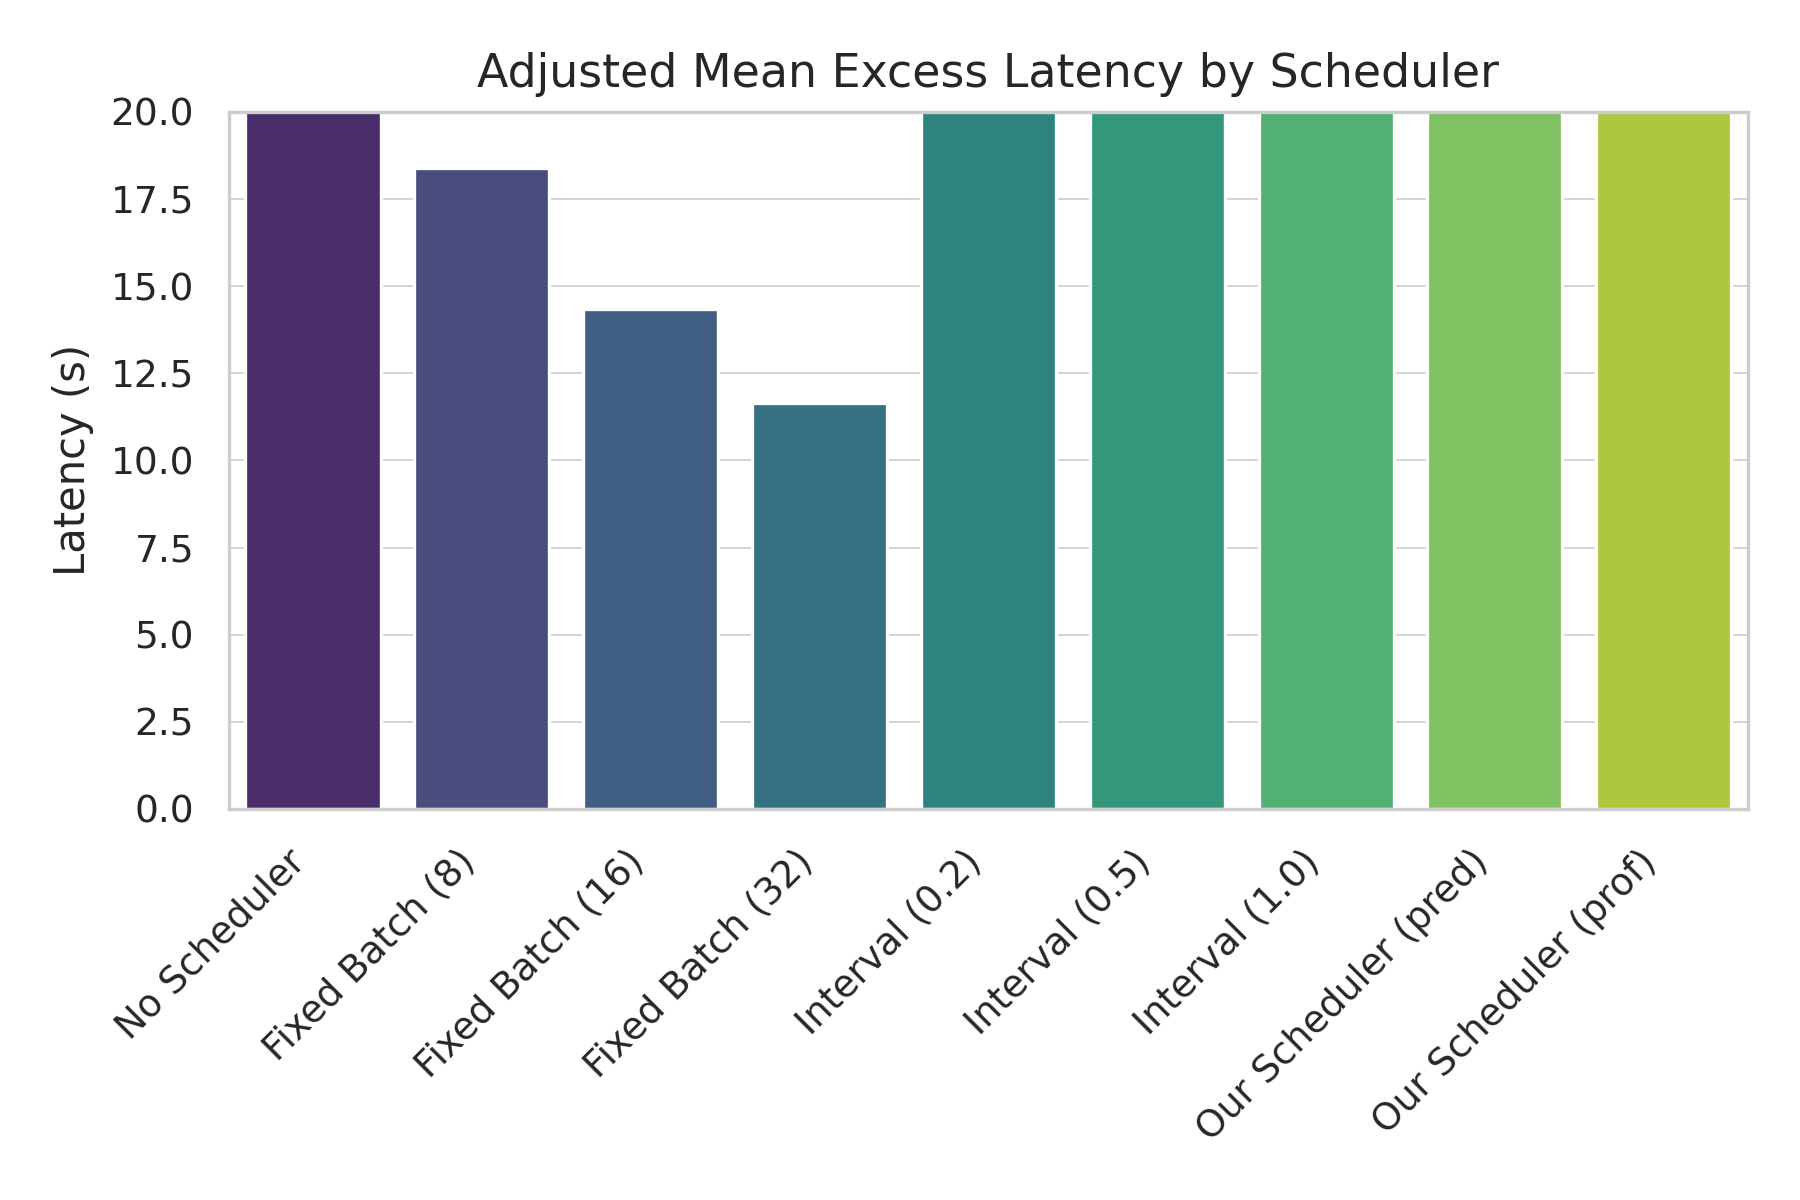 Adjusted Mean Excess Latency by Scheduler
Latency (s)
20.0
17.5
15.0
12.5
10.0
7.5
5.0
2.5
0.0
No Scheduler
Fixed Batch (8)
Fixed Batch (16)
Fixed Batch (32)
Interval (0.2)
Interval (0.5)
Interval (1.0)
Our Scheduler (pred)
Our Scheduler (prof)